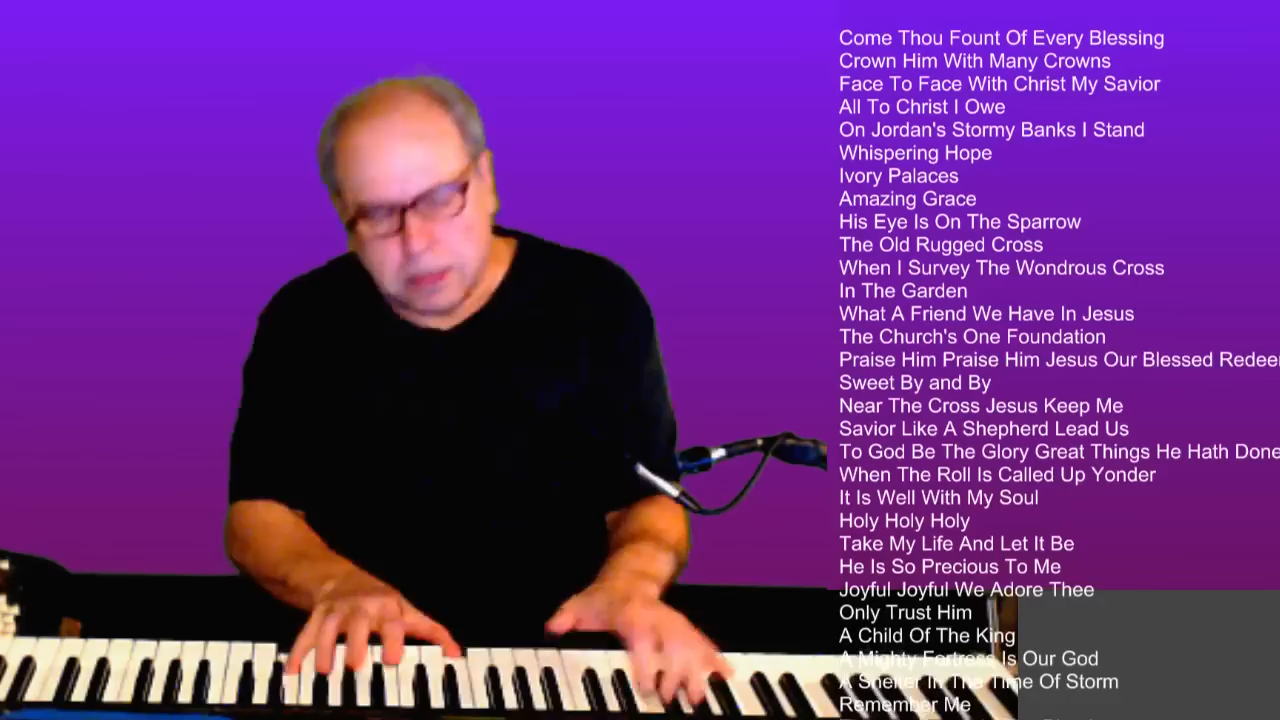 Come Thou Fount Of Every Blessing
Crown Him With Many Crowns
Face To Face With Christ My Savior
All To Christ I Owe
On Jordan's Stormy Banks I Stand
Whispering Hope
Ivory Palaces
Amazing Grace
His Eye Is On The Sparrow
The Old Rugged Cross
When I Survey The Wondrous Cross
In The Garden
What A Friend We Have In Jesus
The Church's One Foundation
Praise Him Praise Him Jesus Our Blessed Redee
Sweet By and By
Near The Cross Jesus Keep Me
Savior Like A Shepherd Lead Us
To God Be The Glory Great Things He Hath Done
When The Roll Is Called Up Yonder
It Is Well With My Soul
Holy Holy Holy
Take My Life And Let It Be
He Is So Precious To Me
Joyful Joyful We Adore Thee
Only Trust Him
A Child Of The King
A Mighty Fortress Is Our God
A Shelter In The Time Of Storm
Remember Me